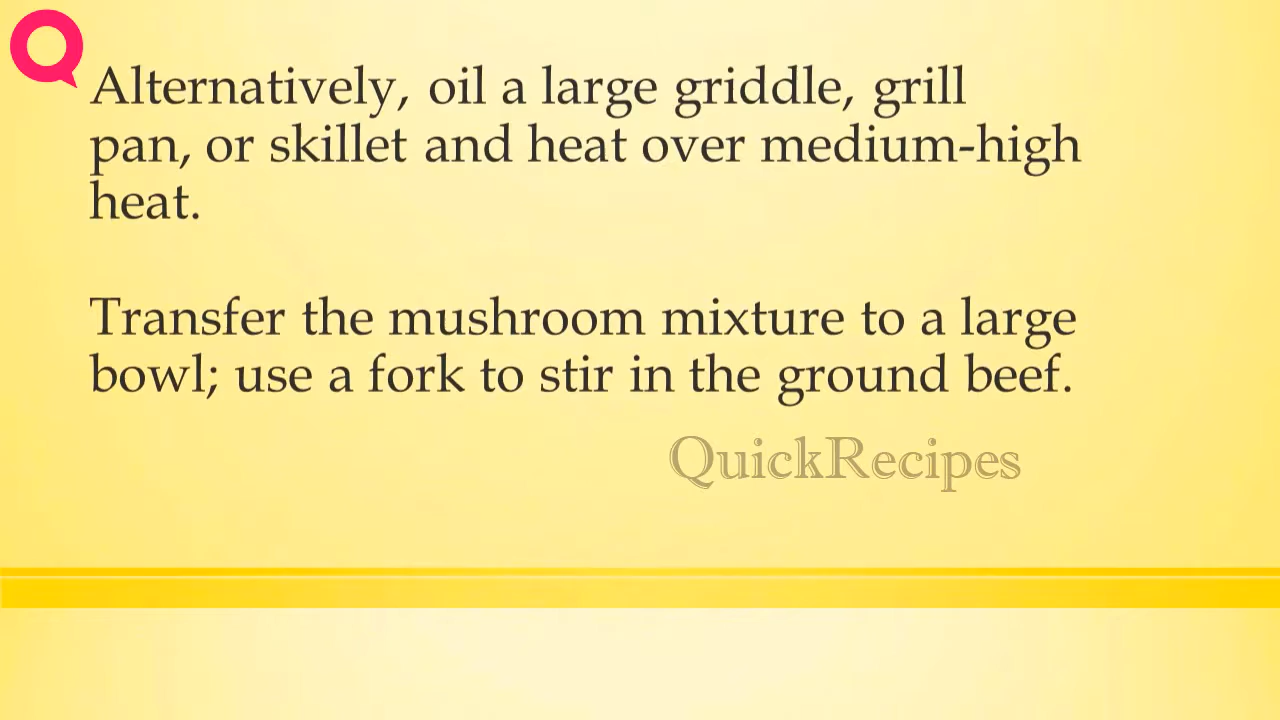 Alternatively, oil a large griddle, grill
pan, or skillet and heat over medium-high
heat.
Transfer the mushroom mixture to a large
bowl; use a fork to stir in the ground beef.
QuickRecipes